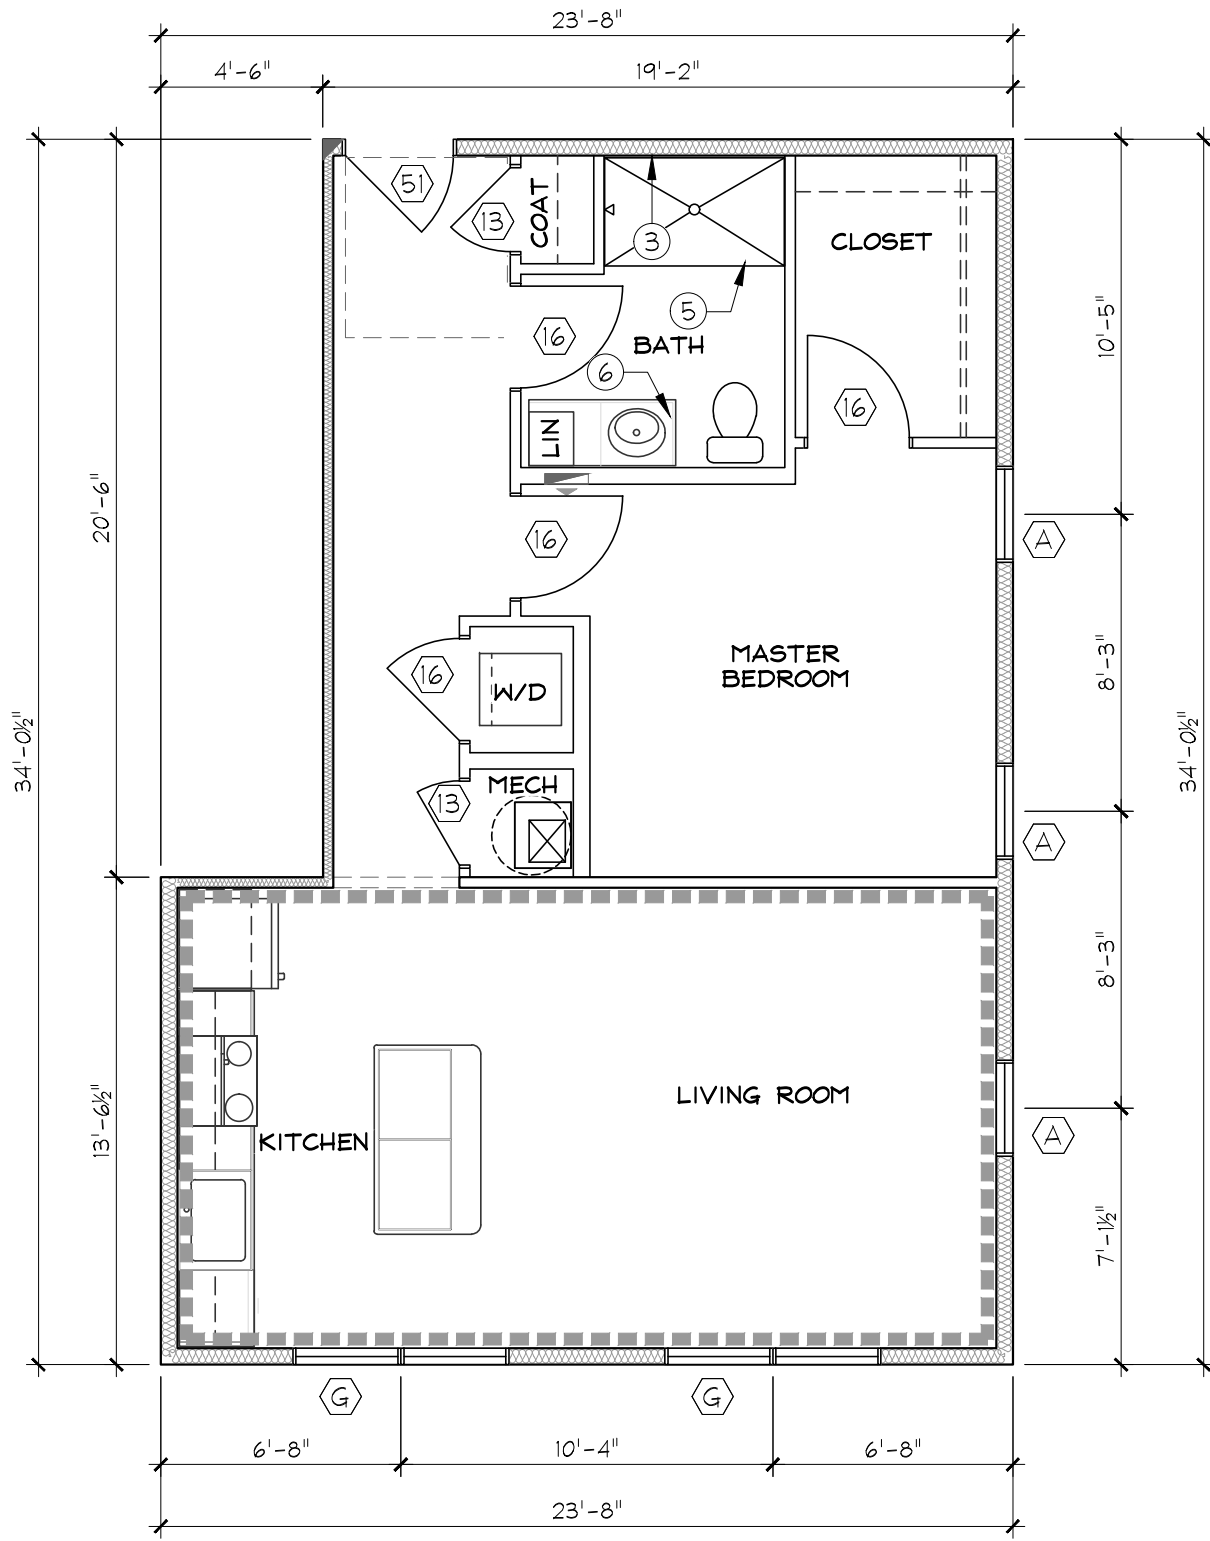 23'-8"
4'-6"
19'-2"
51
13
COAT
3
CLOSET
5
16
BATH
10'-5"
6
16
LIN
20'-6"
16
A
MASTER
BEDROOM
8'-3"
16
W/D
34'-0½"
34'-0½"
MECH
13
A
8'-3"
LIVING ROOM
13'-6½"
KITCHEN
A
7'-1½"
G
G
6'-8"
10'-4"
6'-8"
23'-8"